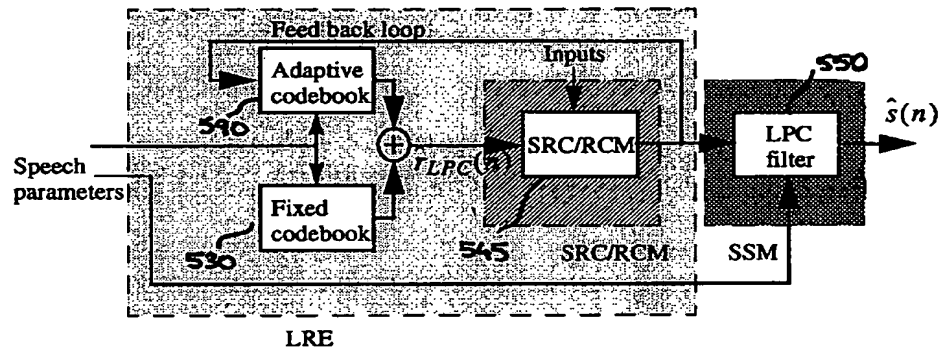 Feed back loop
Inputs
550
Adaptive
codebook
590
SRC/RCM
LPC
filter
ŝ(n)
r̂LPC(n)
Speech
parameters
Fixed
codebook
530
545
SRC/RCM
SSM
LRE